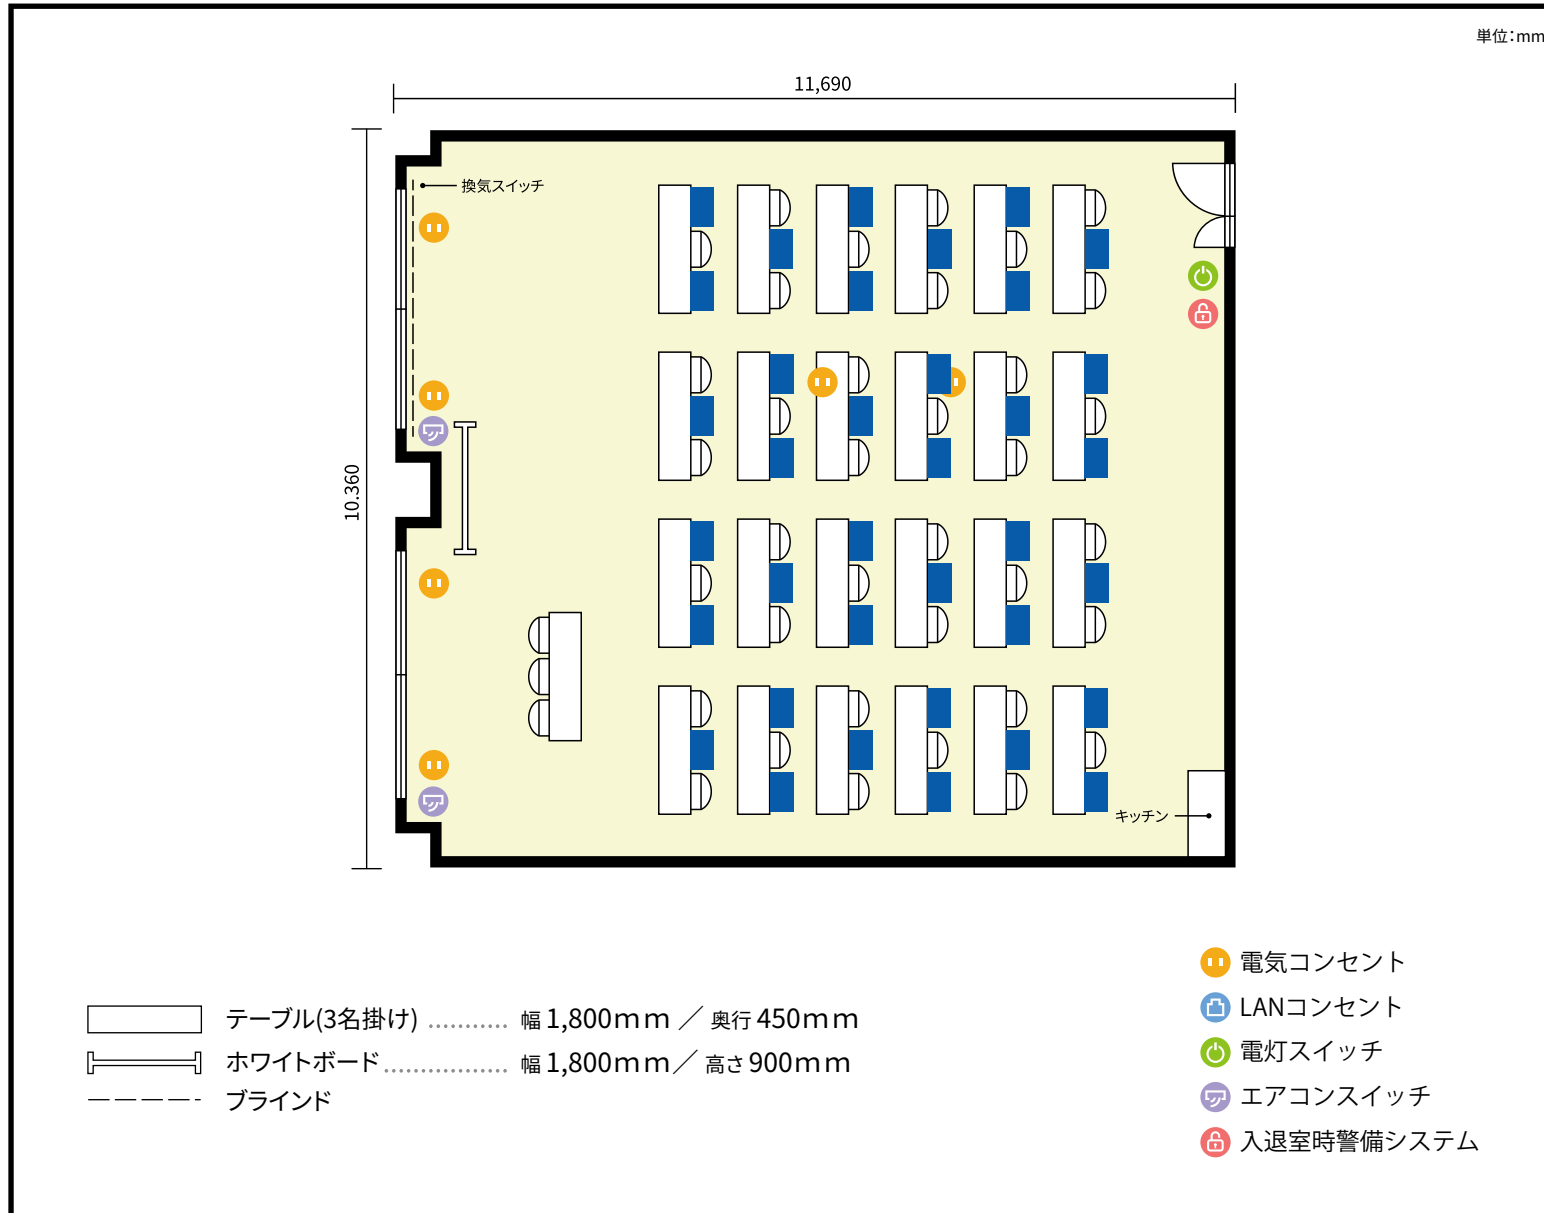 単位:mm
11,690
換気スイッチ
10.360
キッチン
テーブル(3名掛け) ........... 幅 1,800mm / 奥行 450mm
ホワイトボード ................. 幅 1,800mm / 高さ 900mm
ブラインド
電気コンセント
LANコンセント
電灯スイッチ
エアコンスイッチ
入退室時警備システム